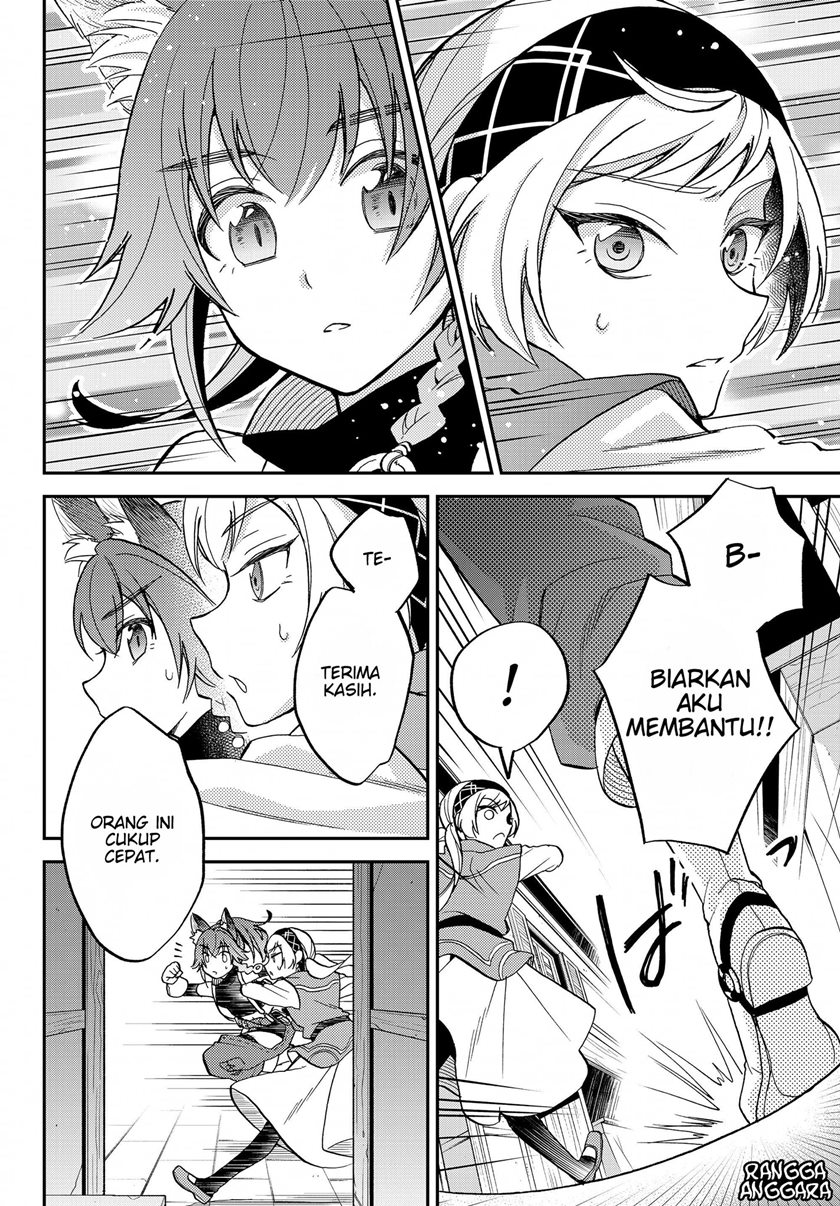 B-
BIARKAN
AKU
MEMBANTU!!
!
ば
TE-
TERIMA
KASIH.
ORANG INI
CUKUP
CEPAT.
RANGGA
ANGGARA